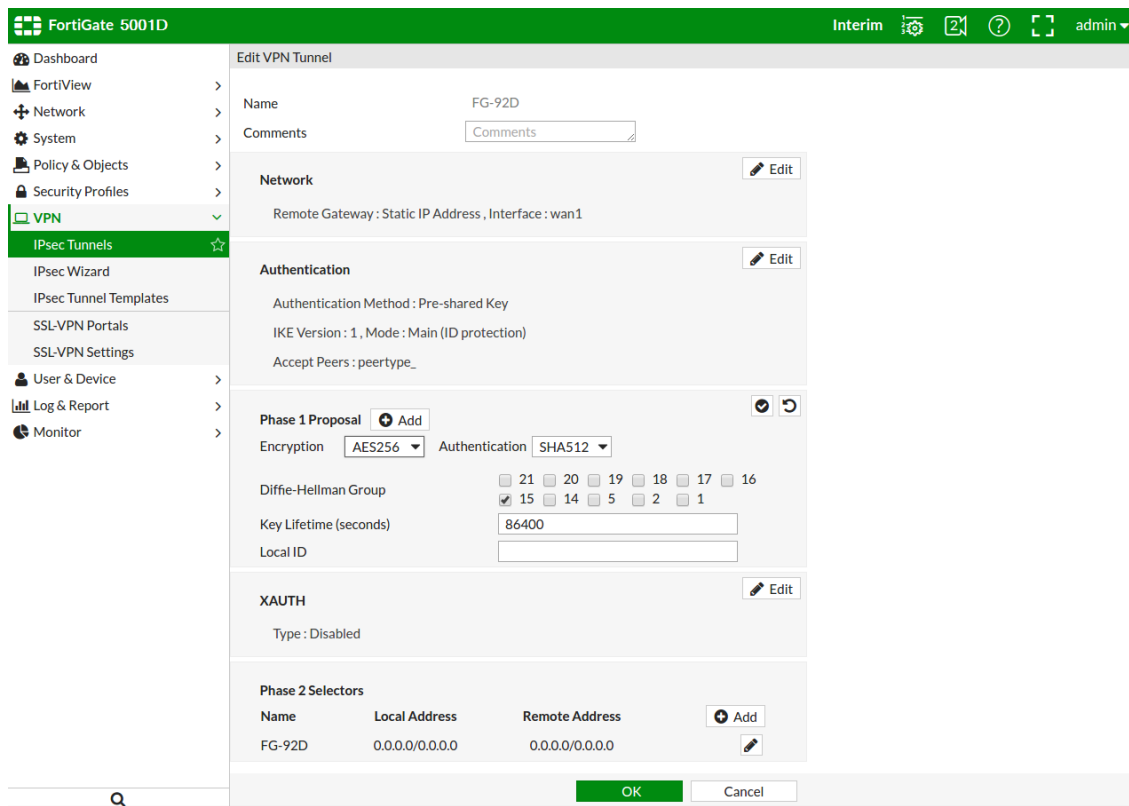 FortiGate 5001D
Interim 2 ? admin
Dashboard
FortiView
Network
System
Policy & Objects
Security Profiles
VPN
IPsec Tunnels
IPsec Wizard
IPsec Tunnel Templates
SSL-VPN Portals
SSL-VPN Settings
User & Device
Log & Report
Monitor
Edit VPN Tunnel
Name FG-92D
Comments Comments
Network Edit
Remote Gateway : Static IP Address , Interface : wan1
Authentication Edit
Authentication Method : Pre-shared Key
IKE Version : 1 , Mode : Main (ID protection)
Accept Peers : peertype_
Phase 1 Proposal Add
Encryption AES256 Authentication SHA512
Diffie-Hellman Group
21 20 19 18 17 16
15 14 5 2 1
Key Lifetime (seconds) 86400
Local ID
XAUTH Edit
Type : Disabled
Phase 2 Selectors
Name Local Address Remote Address Add
FG-92D 0.0.0.0/0.0.0.0 0.0.0.0/0.0.0.0
OK Cancel